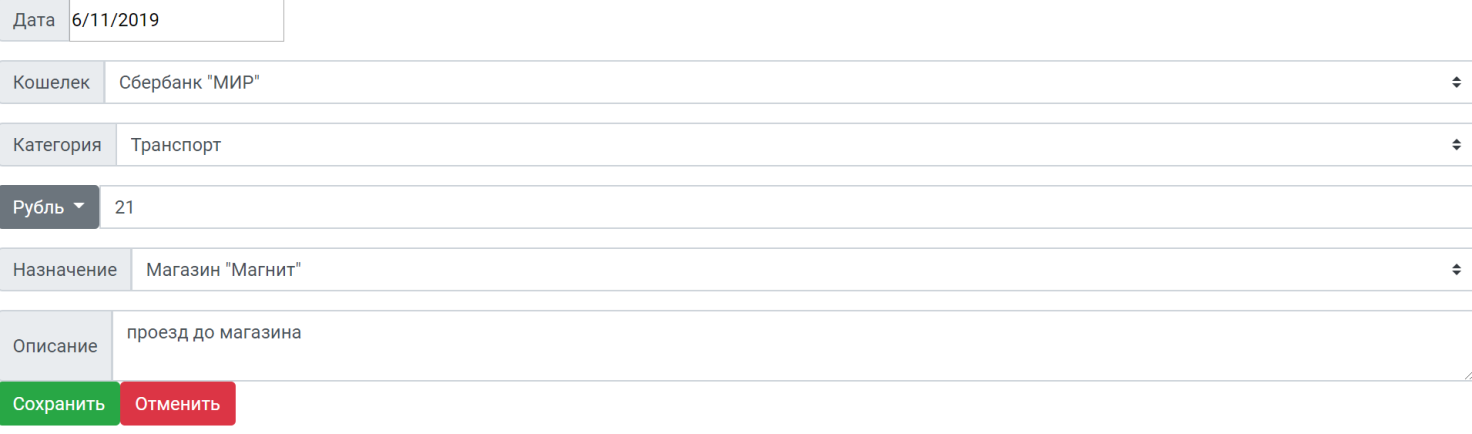 Дата 6/11/2019
Кошелек Сбербанк "МИР"
Категория Транспорт
Рубль 21
Назначение Магазин "Магнит"
Описание проезд до магазина
Сохранить Отменить